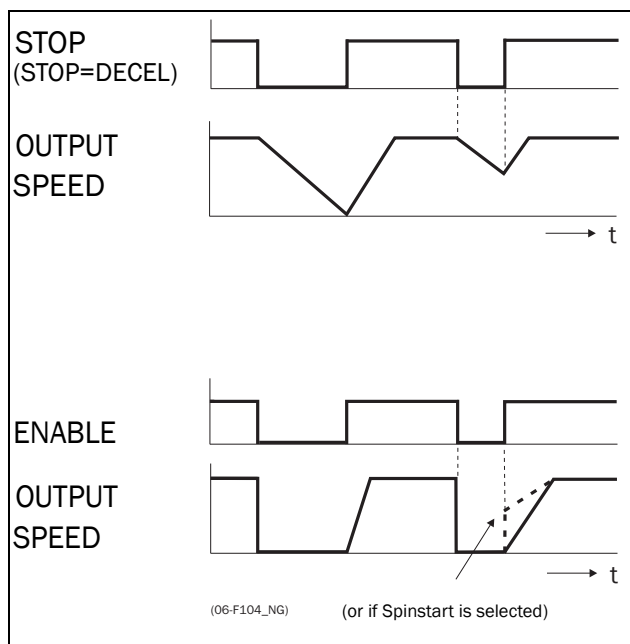 STOP
(STOP=DECEL)
OUTPUT
SPEED
t
ENABLE
OUTPUT
SPEED
t
(06-F104_NG)
(or if Spinstart is selected)